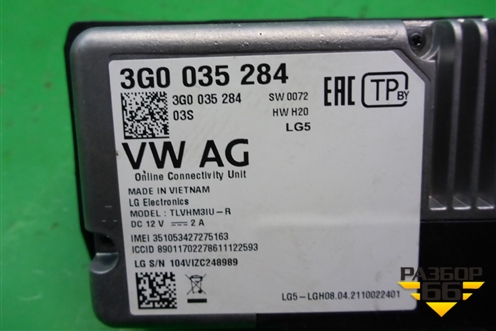 3G0 035 284
3G0 035 284 SW 0072
03S HW H20
LG5
EAC TP BY
VW AG
Online Connectivity Unit
MADE IN VIETNAM
LG Electronics
MODEL : TLVHM3IU-R
DC 12 V ⎓ 2 A
IMEI 351053427275163
ICCID 89011702278611122593
LG S/N 104VIZC248989
LG5-LGH08.04.2110022401
РАЗБОР
66